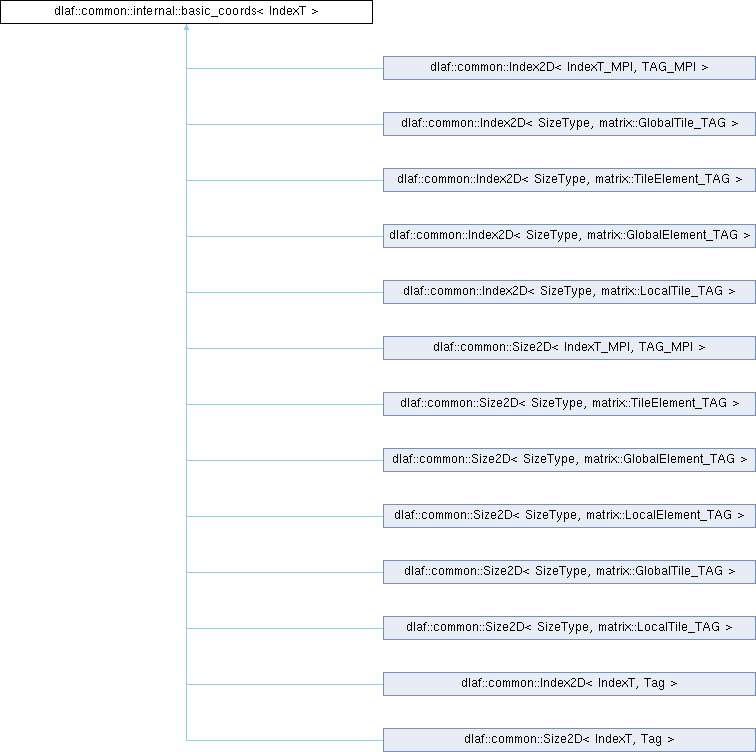 dlaf::common::internal::basic_coords< IndexT >
dlaf::common::Index2D< IndexT_MPI, TAG_MPI >
dlaf::common::Index2D< SizeType, matrix::GlobalTile_TAG >
dlaf::common::Index2D< SizeType, matrix::TileElement_TAG >
dlaf::common::Index2D< SizeType, matrix::GlobalElement_TAG >
dlaf::common::Index2D< SizeType, matrix::LocalTile_TAG >
dlaf::common::Size2D< IndexT_MPI, TAG_MPI >
dlaf::common::Size2D< SizeType, matrix::TileElement_TAG >
dlaf::common::Size2D< SizeType, matrix::GlobalElement_TAG >
dlaf::common::Size2D< SizeType, matrix::LocalElement_TAG >
dlaf::common::Size2D< SizeType, matrix::GlobalTile_TAG >
dlaf::common::Size2D< SizeType, matrix::LocalTile_TAG >
dlaf::common::Index2D< IndexT, Tag >
dlaf::common::Size2D< IndexT, Tag >